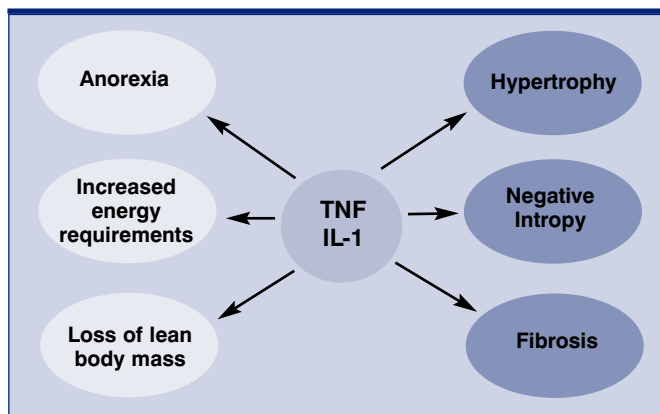 Anorexia
Increased
energy
requirements
Loss of lean
body mass
TNF
IL-1
Hypertrophy
Negative
Intropy
Fibrosis